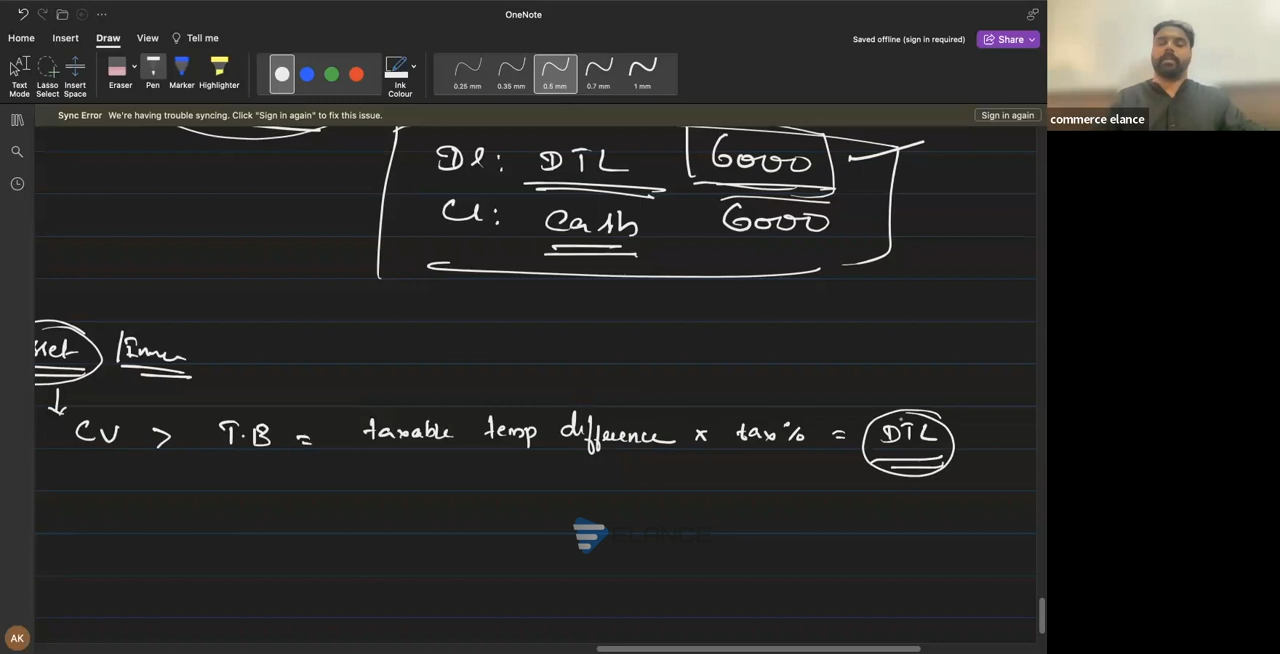 OneNote
Home Insert Draw View Tell me
Saved offline (sign in required) Share
Text Mode Lasso Select Insert Space Eraser Pen Marker Highlighter Ink Colour 0.25 mm 0.35 mm 0.5 mm 0.7 mm 1 mm
commerce elance
Sync Error We're having trouble syncing. Click "Sign in again" to fix this issue. Sign in again
Dr: DTL 6000
Cr: Cash 6000
CV > T.B = taxable temp difference x tax% = DTL
ELANCE
AK